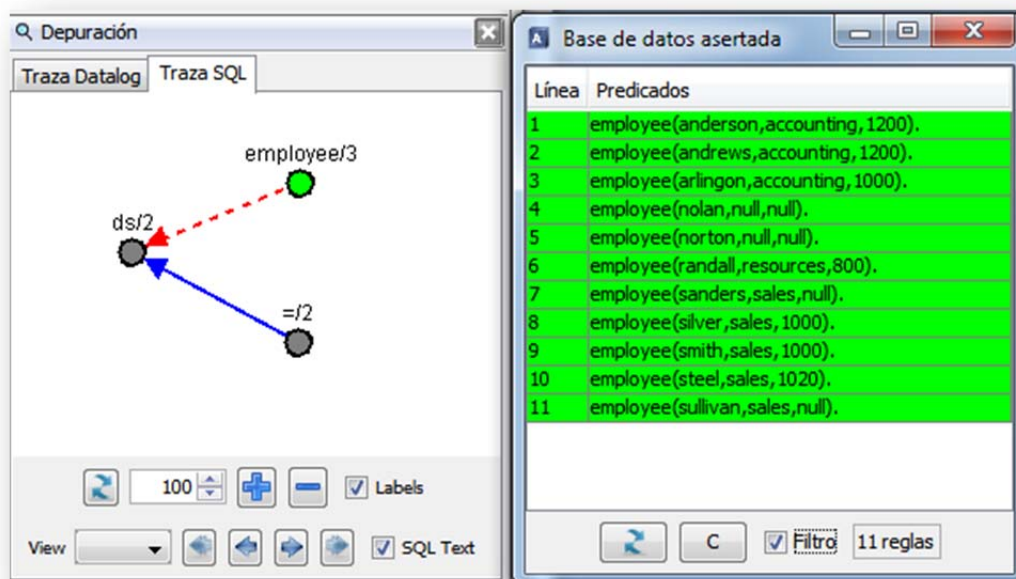 Depuración
Traza Datalog Traza SQL
employee/3
ds/2
=/2
100 Labels
View SQL Text
Base de datos asertada
Línea Predicados
1 employee(anderson,accounting,1200).
2 employee(andrews,accounting,1200).
3 employee(arlingon,accounting,1000).
4 employee(nolan,null,null).
5 employee(norton,null,null).
6 employee(randall,resources,800).
7 employee(sanders,sales,null).
8 employee(silver,sales,1000).
9 employee(smith,sales,1000).
10 employee(steel,sales,1020).
11 employee(sullivan,sales,null).
C Filtro 11 reglas